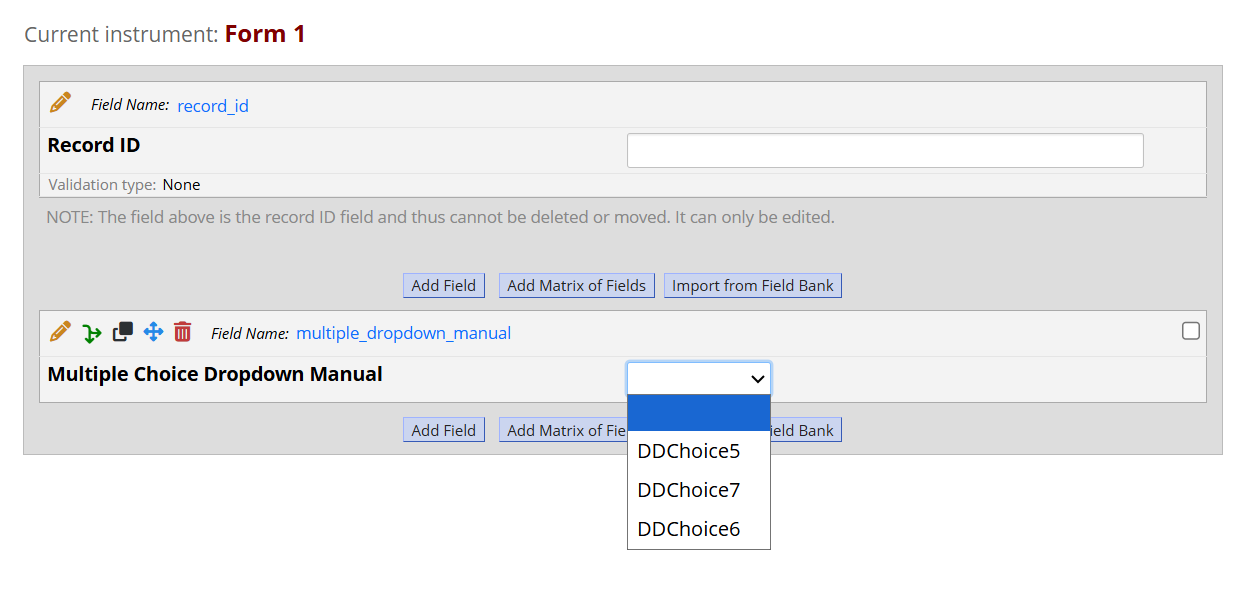 Current instrument: Form 1
Field Name: record_id
Record ID
Validation type: None
NOTE: The field above is the record ID field and thus cannot be deleted or moved. It can only be edited.
Add Field Add Matrix of Fields Import from Field Bank
Field Name: multiple_dropdown_manual
Multiple Choice Dropdown Manual
Add Field Add Matrix of Fie ield Bank
DDChoice5
DDChoice7
DDChoice6